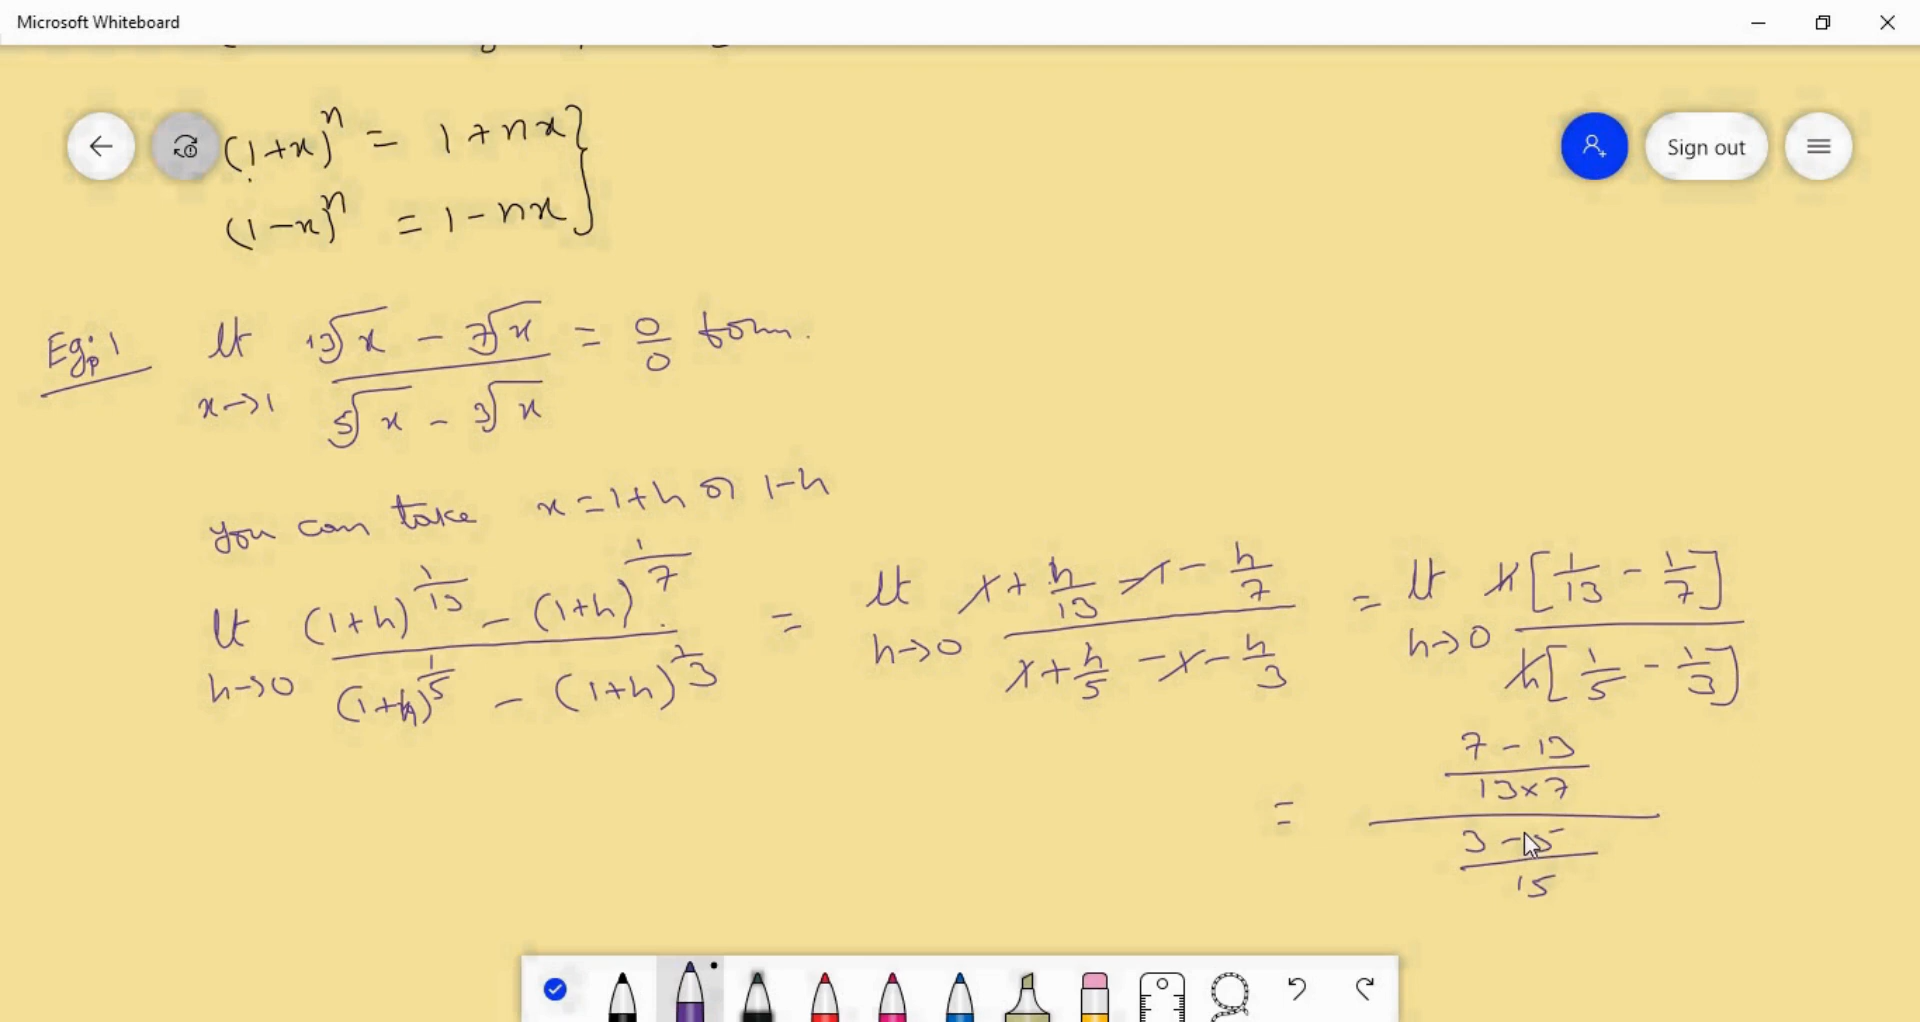 Microsoft Whiteboard
(1+x)^n = 1+nx }
(1-x)^n = 1-nx
Sign out
Eg:1 lt x→1 (¹³√x - ⁷√x)/(⁵√x - ³√x) = 0/0 form.
you can take x = 1+h or 1-h
lt h→0 ((1+h)^(1/13) - (1+h)^(1/7))/((1+h)^(1/5) - (1+h)^(1/3)) = lt h→0 (1 + h/13 - 1 - h/7)/(1 + h/5 - 1 - h/3) = lt h→0 h[1/13 - 1/7]/h[1/5 - 1/3]
= ((7-13)/(13×7))/((3-5)/15)